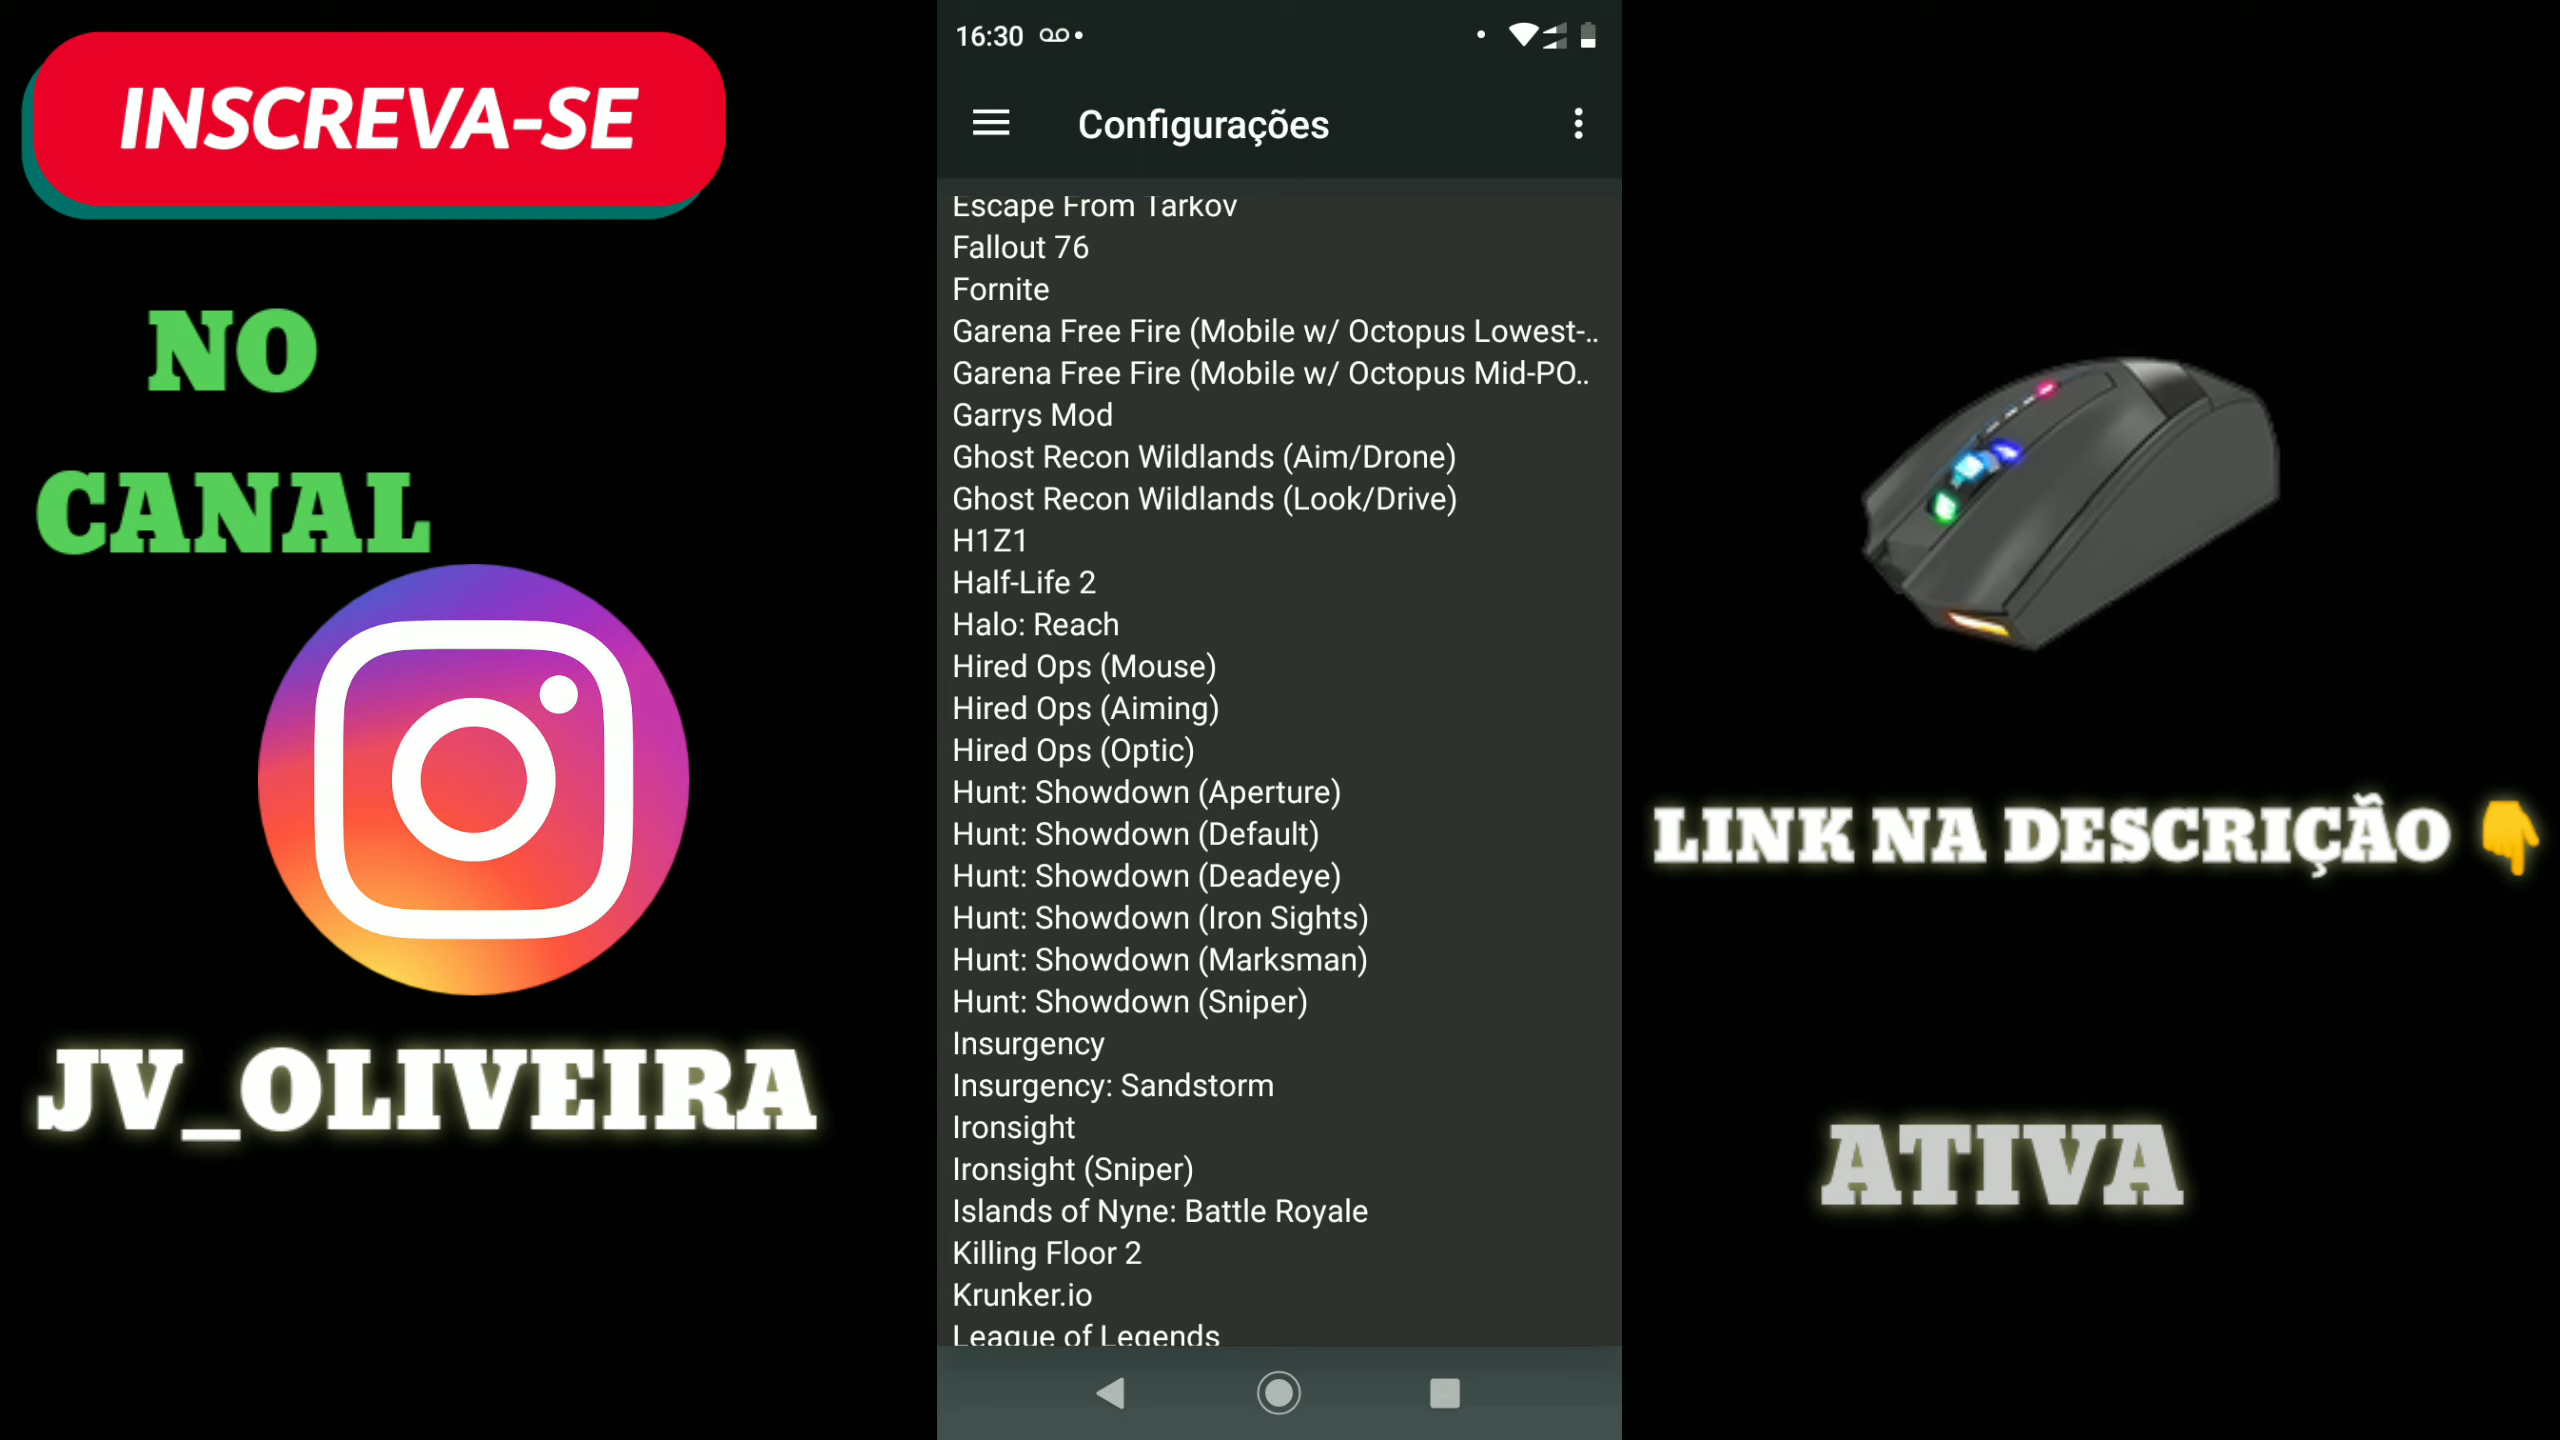 INSCREVA-SE
NO
CANAL
JV_OLIVEIRA
16:30
Configurações
Escape From Tarkov
Fallout 76
Fornite
Garena Free Fire (Mobile w/ Octopus Lowest-..
Garena Free Fire (Mobile w/ Octopus Mid-PO..
Garrys Mod
Ghost Recon Wildlands (Aim/Drone)
Ghost Recon Wildlands (Look/Drive)
H1Z1
Half-Life 2
Halo: Reach
Hired Ops (Mouse)
Hired Ops (Aiming)
Hired Ops (Optic)
Hunt: Showdown (Aperture)
Hunt: Showdown (Default)
Hunt: Showdown (Deadeye)
Hunt: Showdown (Iron Sights)
Hunt: Showdown (Marksman)
Hunt: Showdown (Sniper)
Insurgency
Insurgency: Sandstorm
Ironsight
Ironsight (Sniper)
Islands of Nyne: Battle Royale
Killing Floor 2
Krunker.io
League of Legends
LINK NA DESCRIÇÃO 👇
ATIVA